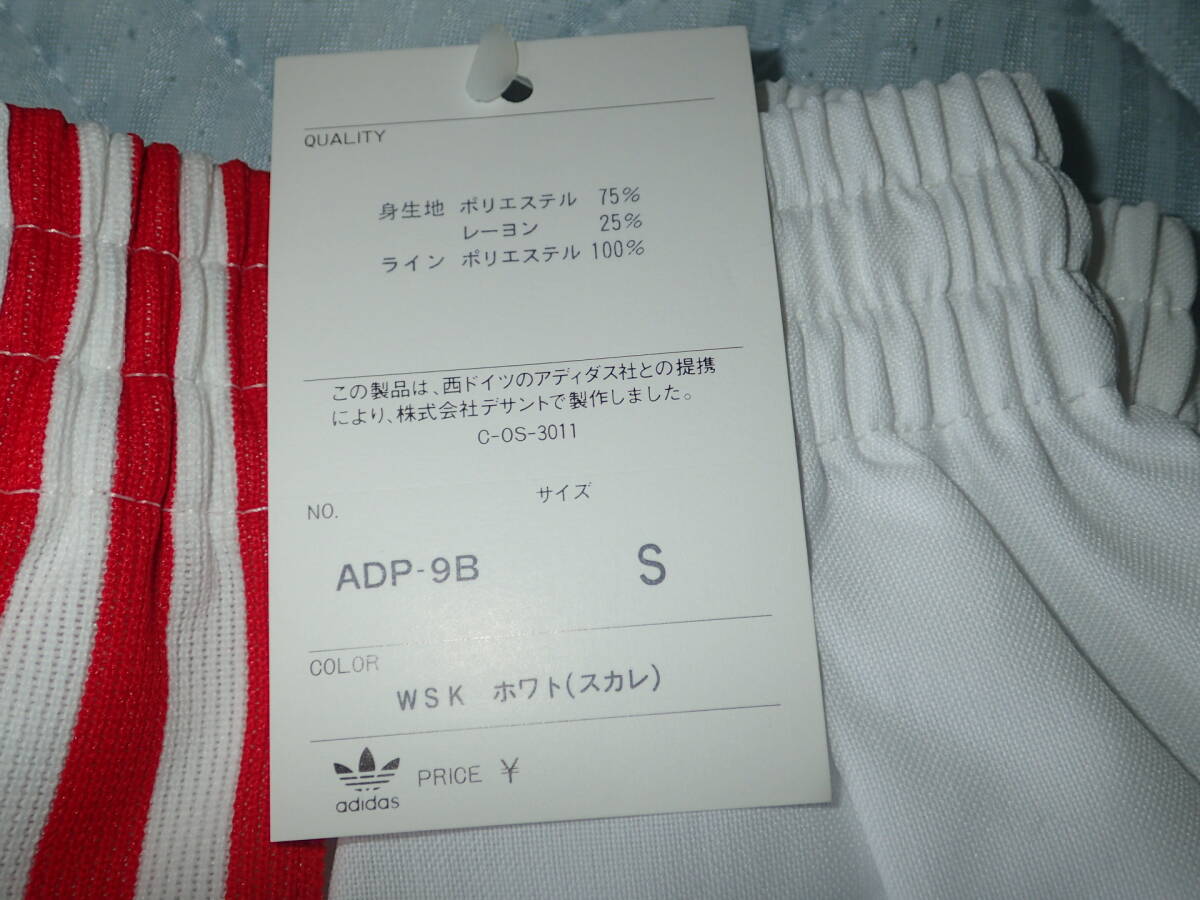 QUALITY
身生地 ポリエステル 75%
レーヨン 25%
ライン ポリエステル 100%
この製品は、西ドイツのアディダス社との提携
により、株式会社デサントで製作しました。
C-OS-3011
NO. サイズ
ADP-9B S
COLOR
WSK ホワト(スカレ)
adidas PRICE ¥